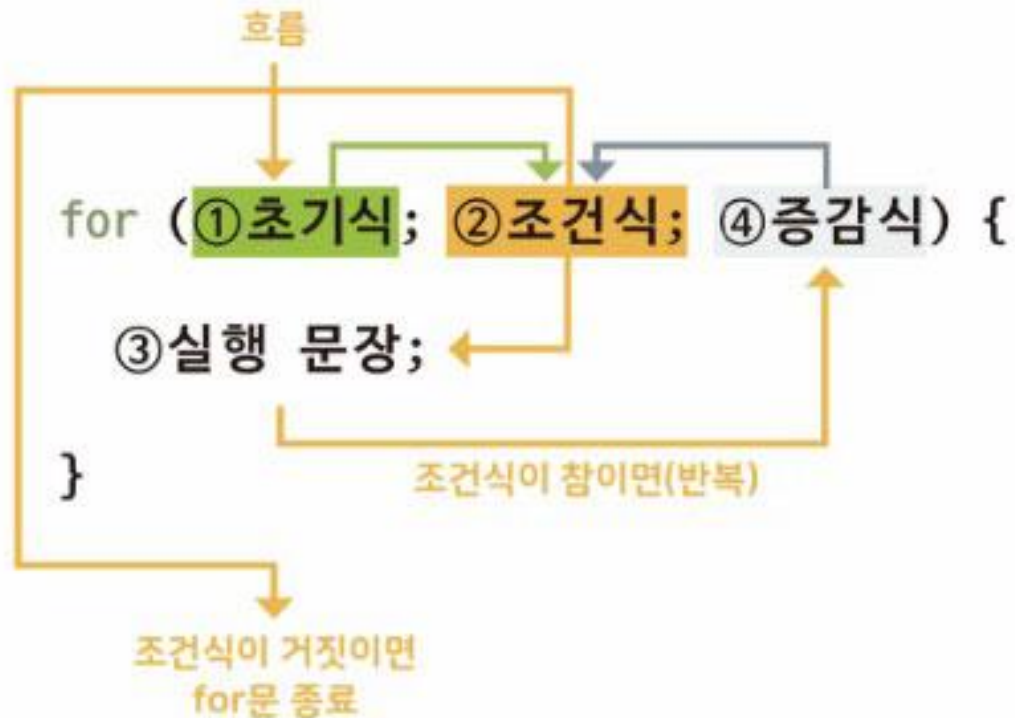 흐름
for (①초기식; ②조건식; ④증감식) {
③실행 문장;
}
조건식이 참이면(반복)
조건식이 거짓이면
for문 종료